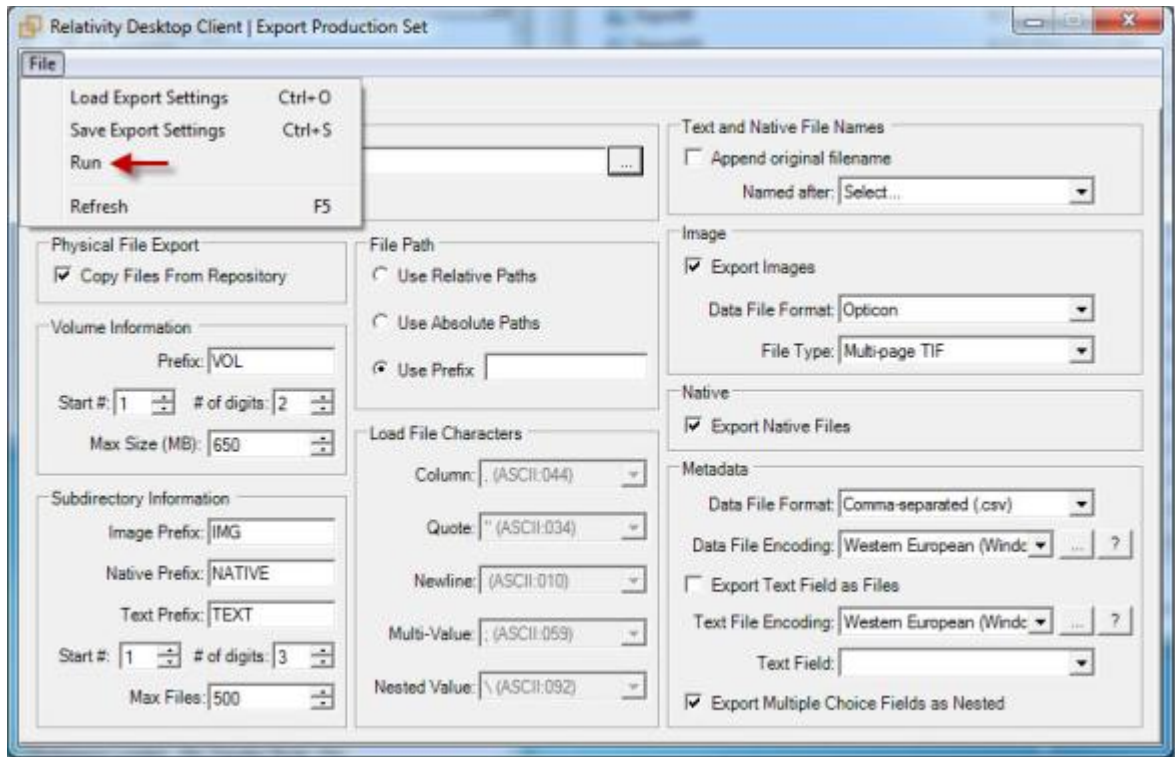 Relativity Desktop Client | Export Production Set
File
Load Export Settings Ctrl+O
Save Export Settings Ctrl+S
Run
Refresh F5
...
Physical File Export
Copy Files From Repository
Volume Information
Prefix: VOL
Start #: 1 # of digits: 2
Max Size (MB): 650
Subdirectory Information
Image Prefix: IMG
Native Prefix: NATIVE
Text Prefix: TEXT
Start #: 1 # of digits: 3
Max Files: 500
File Path
Use Relative Paths
Use Absolute Paths
Use Prefix
Load File Characters
Column: , (ASCII:044)
Quote: " (ASCII:034)
Newline: (ASCII:010)
Multi-Value: ; (ASCII:059)
Nested Value: \ (ASCII:092)
Text and Native File Names
Append original filename
Named after: Select...
Image
Export Images
Data File Format: Opticon
File Type: Multi-page TIF
Native
Export Native Files
Metadata
Data File Format: Comma-separated (.csv)
Data File Encoding: Western European (Windc ... ?
Export Text Field as Files
Text File Encoding: Western European (Windc ... ?
Text Field:
Export Multiple Choice Fields as Nested